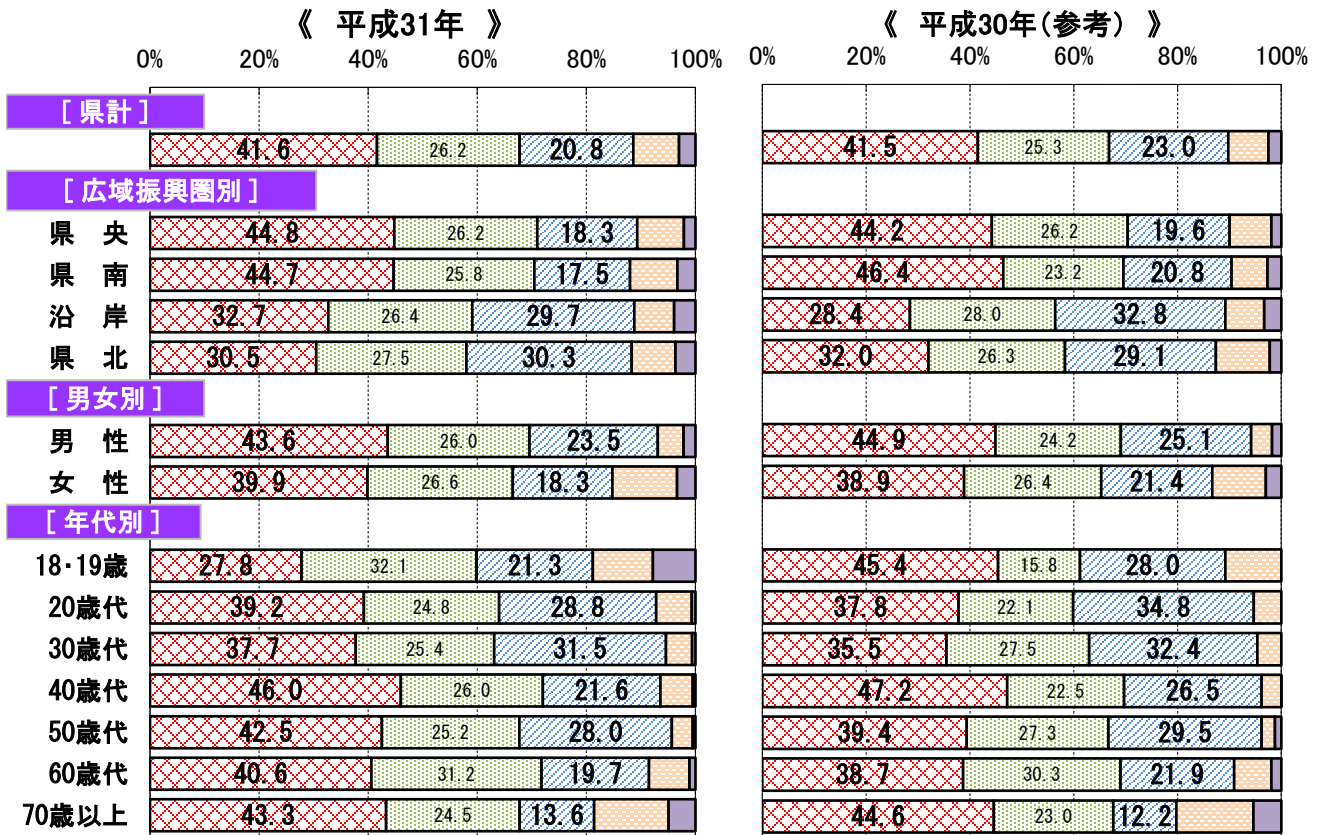 《 平成31年 》 《 平成30年(参考) 》
0% 20% 40% 60% 80% 100% 0% 20% 40% 60% 80% 100%
[ 県計 ]
41.6 26.2 20.8 41.5 25.3 23.0
[ 広域振興圏別 ]
県 央 44.8 26.2 18.3 44.2 26.2 19.6
県 南 44.7 25.8 17.5 46.4 23.2 20.8
沿 岸 32.7 26.4 29.7 28.4 28.0 32.8
県 北 30.5 27.5 30.3 32.0 26.3 29.1
[ 男女別 ]
男 性 43.6 26.0 23.5 44.9 24.2 25.1
女 性 39.9 26.6 18.3 38.9 26.4 21.4
[ 年代別 ]
18・19歳 27.8 32.1 21.3 45.4 15.8 28.0
20歳代 39.2 24.8 28.8 37.8 22.1 34.8
30歳代 37.7 25.4 31.5 35.5 27.5 32.4
40歳代 46.0 26.0 21.6 47.2 22.5 26.5
50歳代 42.5 25.2 28.0 39.4 27.3 29.5
60歳代 40.6 31.2 19.7 38.7 30.3 21.9
70歳以上 43.3 24.5 13.6 44.6 23.0 12.2